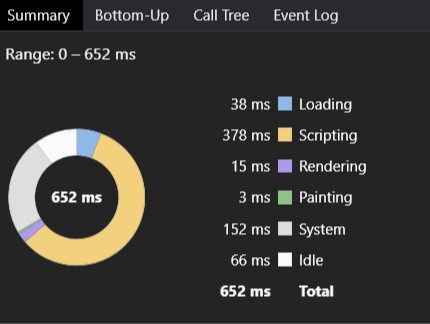 Summary Bottom-Up Call Tree Event Log
Range: 0 – 652 ms
38 ms Loading
378 ms Scripting
15 ms Rendering
652 ms
3 ms Painting
152 ms System
66 ms Idle
652 ms Total